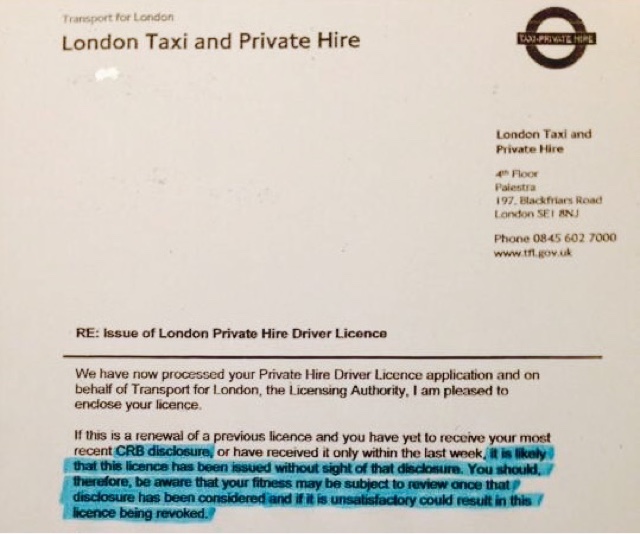 Transport for London
London Taxi and Private Hire
TAXI-PRIVATE HIRE
London Taxi and
Private Hire
4th Floor
Palestra
197, Blackfriars Road
London SE1 8NJ
Phone 0845 602 7000
www.tfl.gov.uk
RE: Issue of London Private Hire Driver Licence
We have now processed your Private Hire Driver Licence application and on
behalf of Transport for London, the Licensing Authority, I am pleased to
enclose your licence.
If this is a renewal of a previous licence and you have yet to receive your most
recent CRB disclosure, or have received it only within the last week, it is likely
that this licence has been issued without sight of that disclosure. You should,
therefore, be aware that your fitness may be subject to review once that
disclosure has been considered and if it is unsatisfactory could result in this
licence being revoked.